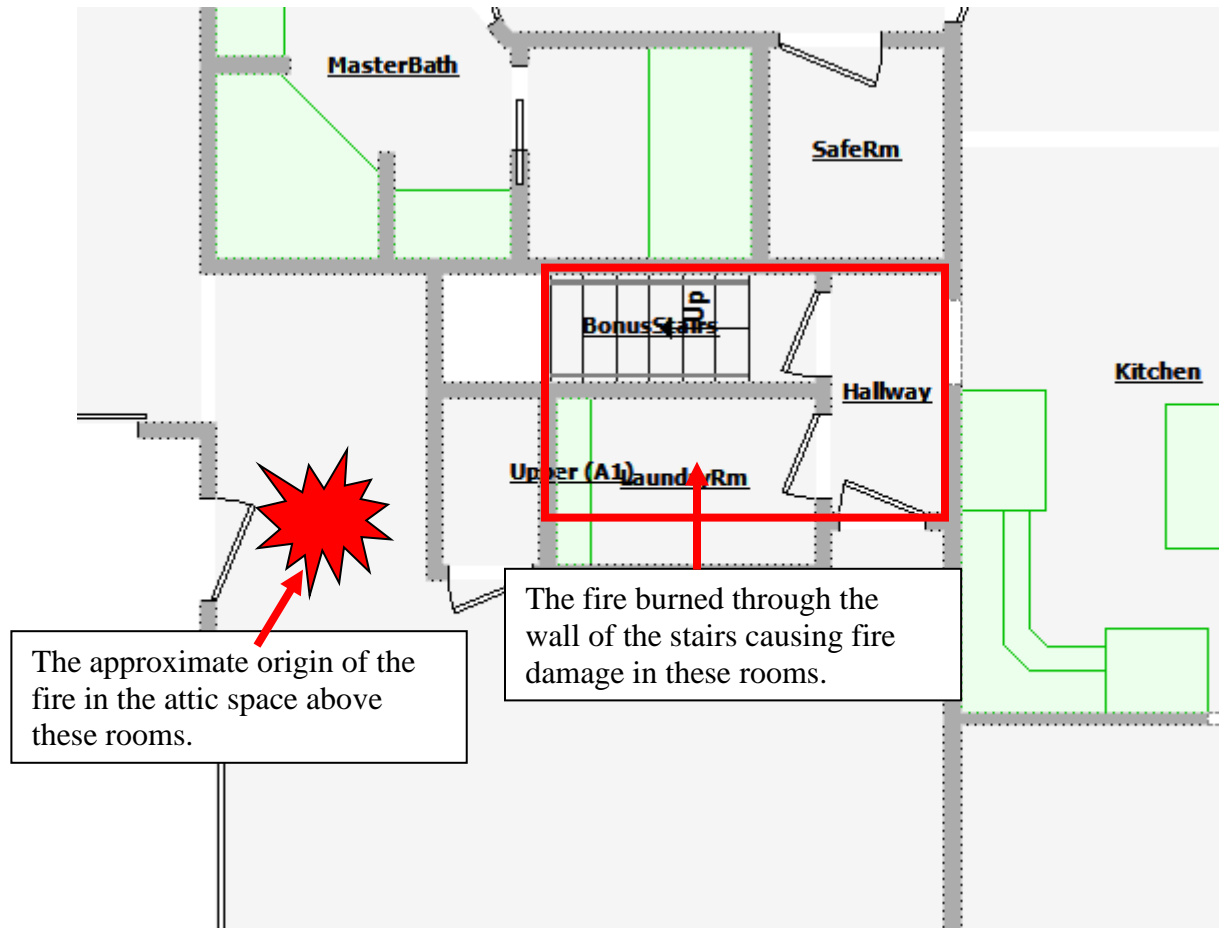 MasterBath
SafeRm
Up
BonusStairs
Kitchen
Hallway
Upper (A1)
LaundryRm
The fire burned through the
wall of the stairs causing fire
damage in these rooms.
The approximate origin of the
fire in the attic space above
these rooms.